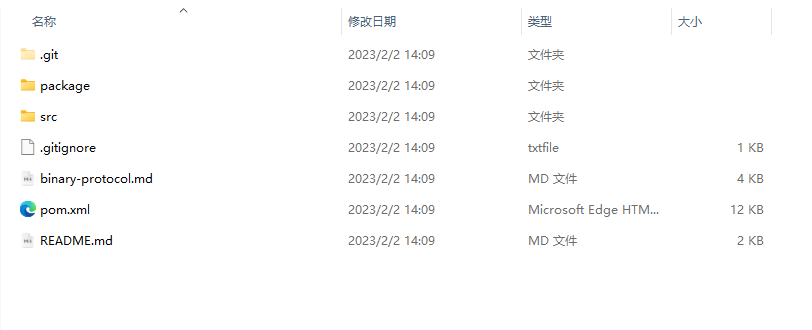 名称 修改日期 类型 大小
.git 2023/2/2 14:09 文件夹
package 2023/2/2 14:09 文件夹
src 2023/2/2 14:09 文件夹
.gitignore 2023/2/2 14:09 txtfile 1 KB
binary-protocol.md 2023/2/2 14:09 MD 文件 4 KB
pom.xml 2023/2/2 14:09 Microsoft Edge HTM... 12 KB
README.md 2023/2/2 14:09 MD 文件 2 KB